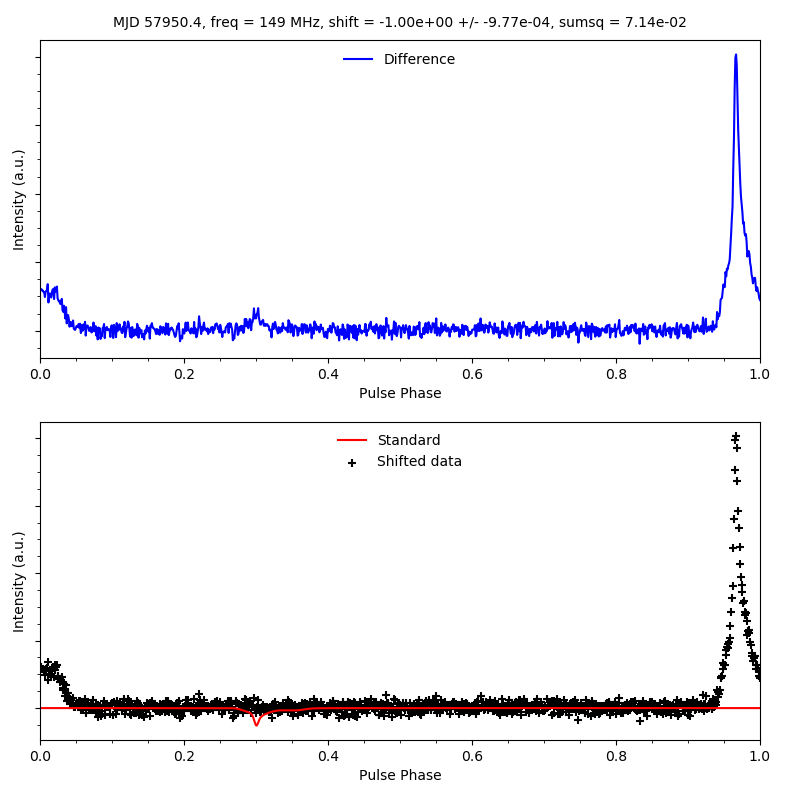 MJD 57950.4, freq = 149 MHz, shift = -1.00e+00 +/- -9.77e-04, sumsq = 7.14e-02
Difference
Intensity (a.u.)
0.0 0.2 0.4 0.6 0.8 1.0
Pulse Phase
Standard
Shifted data
Intensity (a.u.)
0.0 0.2 0.4 0.6 0.8 1.0
Pulse Phase